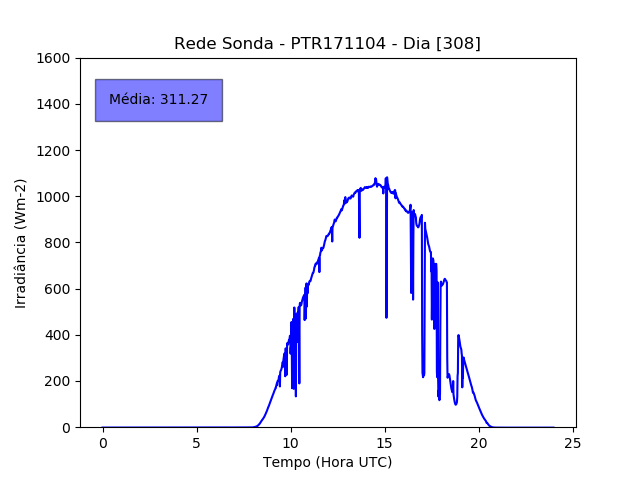 Rede Sonda - PTR171104 - Dia [308]
Média: 311.27
Irradiância (Wm-2)
1600
1400
1200
1000
800
600
400
200
0
0 5 10 15 20 25
Tempo (Hora UTC)